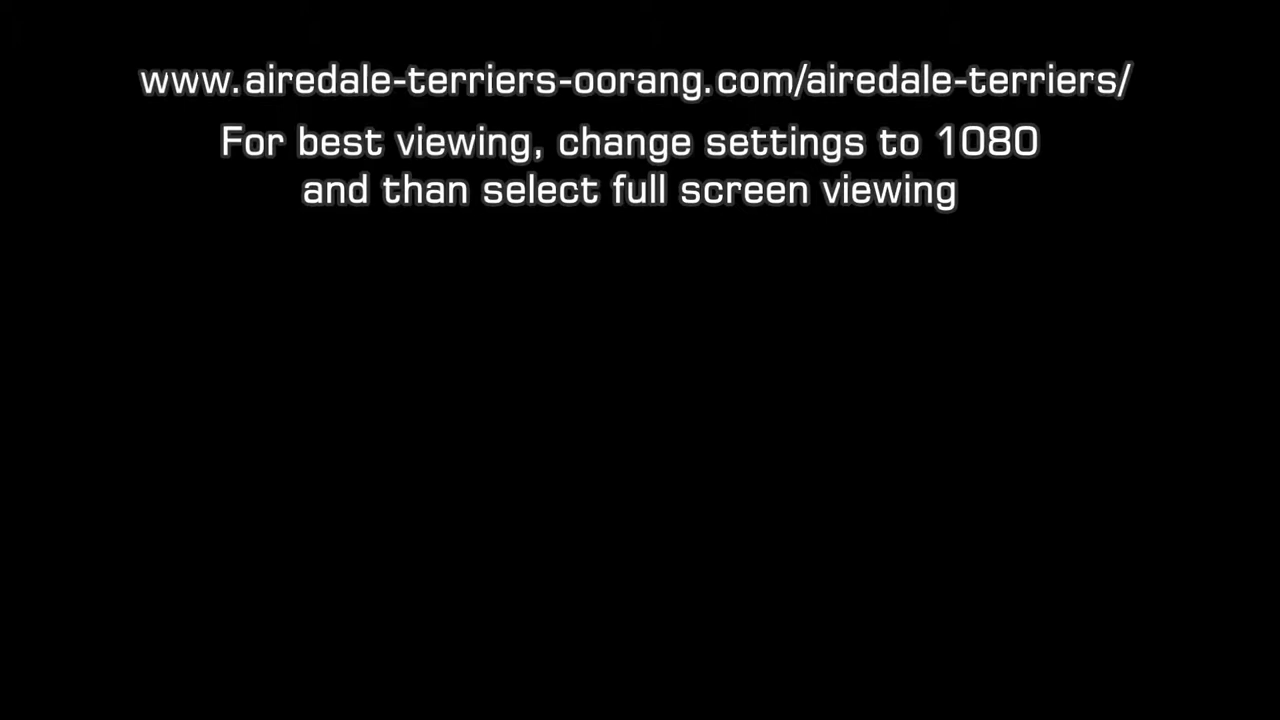 www.airedale-terriers-oorang.com/airedale-terriers/
For best viewing, change settings to 1080
and than select full screen viewing